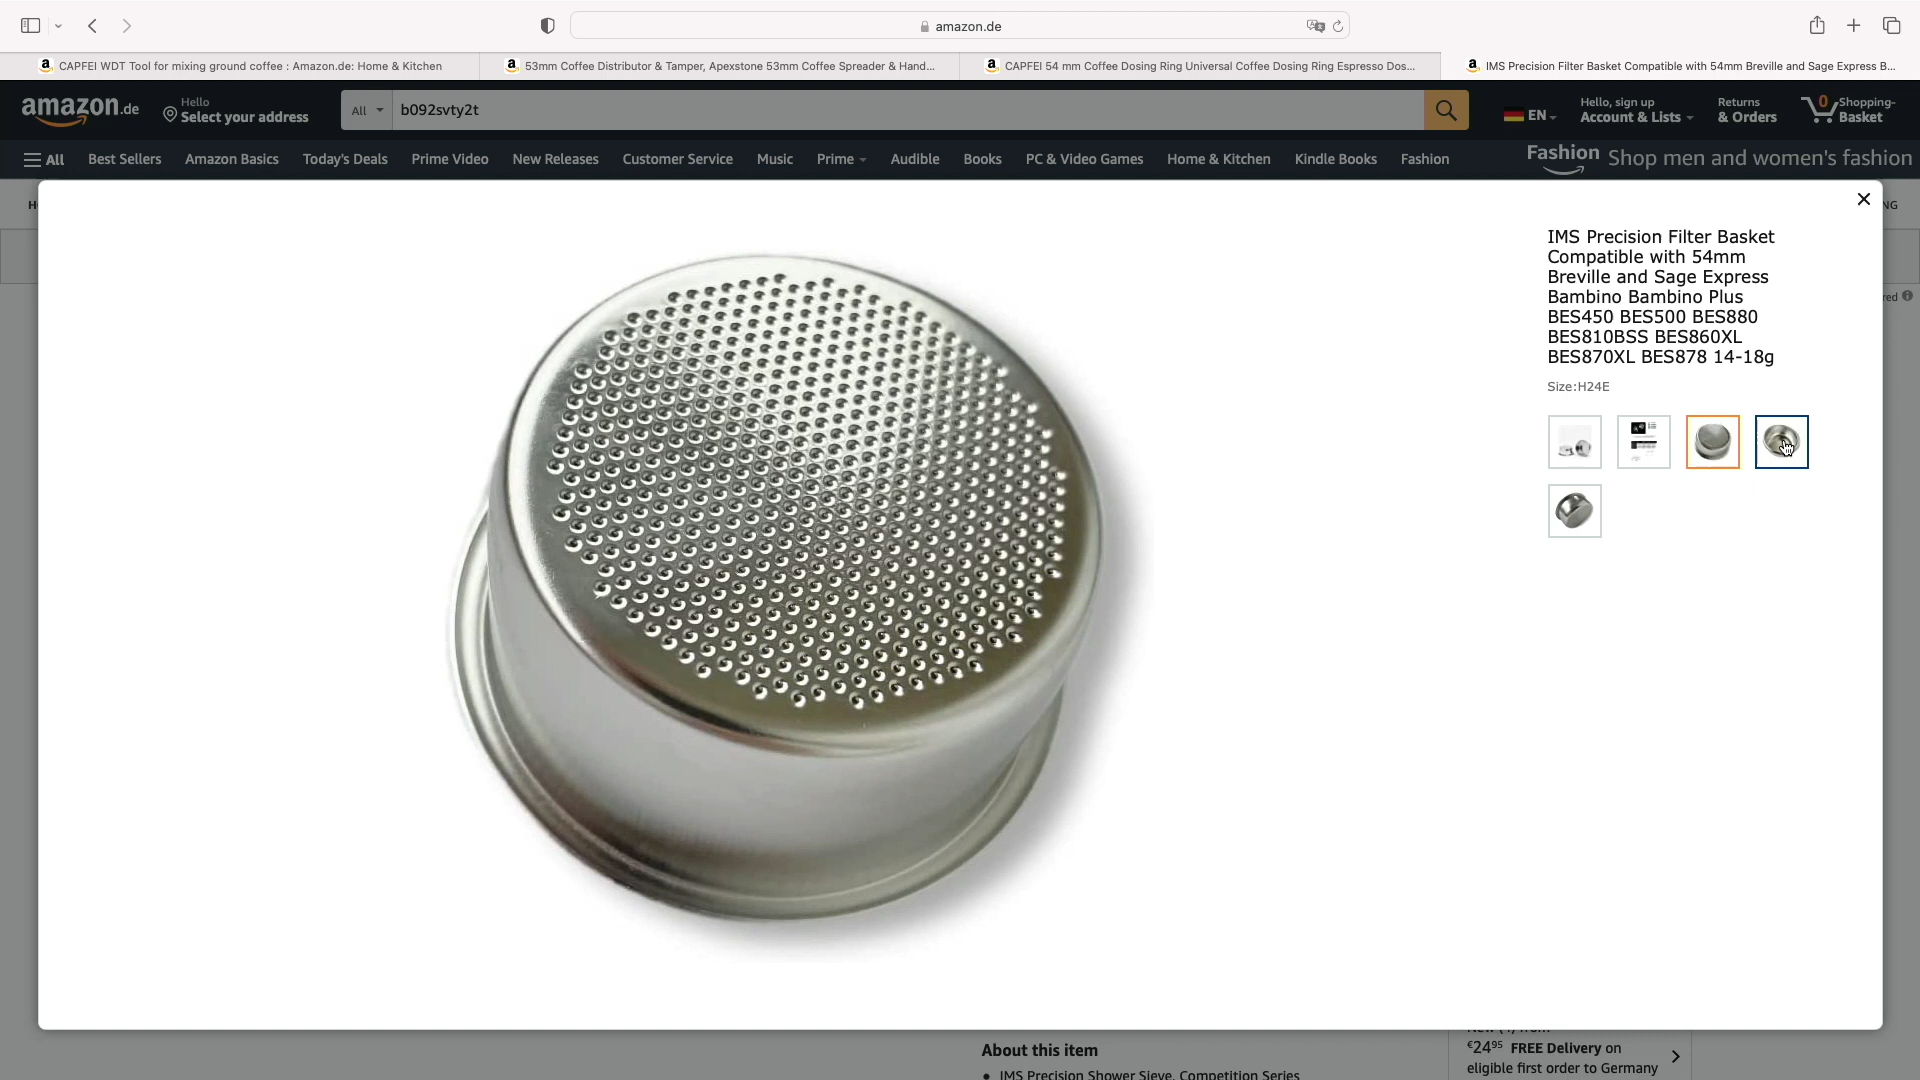 amazon.de
CAPFEI WDT Tool for mixing ground coffee : Amazon.de: Home & Kitchen
53mm Coffee Distributor & Tamper, Apexstone 53mm Coffee Spreader & Hand...
CAPFEI 54 mm Coffee Dosing Ring Universal Coffee Dosing Ring Espresso Dos...
IMS Precision Filter Basket Compatible with 54mm Breville and Sage Express B...
amazon.de
Hello
Select your address
All
b092svty2t
EN
Hello, sign up
Account & Lists
Returns
& Orders
0
Shopping-
Basket
All
Best Sellers
Amazon Basics
Today's Deals
Prime Video
New Releases
Customer Service
Music
Prime
Audible
Books
PC & Video Games
Home & Kitchen
Kindle Books
Fashion
Fashion Shop men and women's fashion
IMS Precision Filter Basket
Compatible with 54mm
Breville and Sage Express
Bambino Bambino Plus
BES450 BES500 BES880
BES810BSS BES860XL
BES870XL BES878 14-18g
Size:H24E
About this item
IMS Precision Shower Sieve, Competition Series
€24⁹⁵ FREE Delivery on
eligible first order to Germany